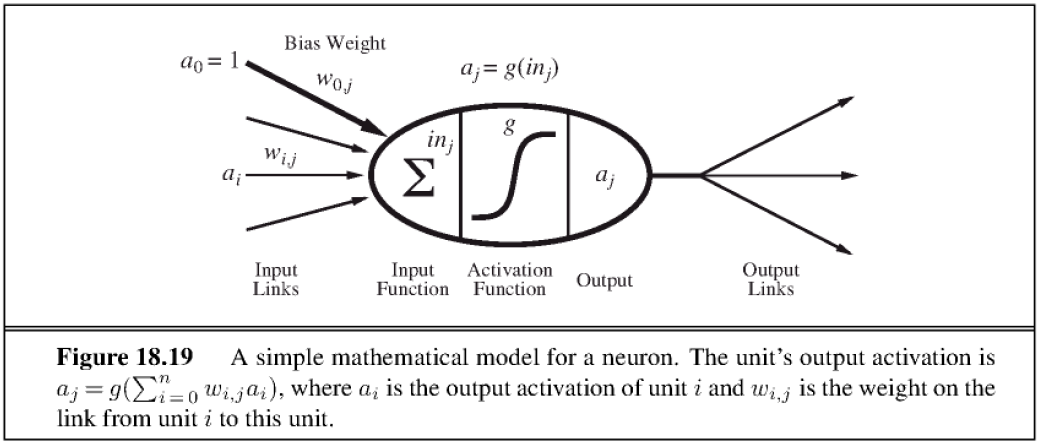 Bias Weight
a₀ = 1
w₀,ⱼ
aⱼ = g(inⱼ)
inⱼ
g
wᵢ,ⱼ
aᵢ
Σ
aⱼ
Input
Links
Input
Function
Activation
Function
Output
Output
Links
Figure 18.19 A simple mathematical model for a neuron. The unit's output activation is
aⱼ = g(∑ⁿᵢ₌₀ wᵢ,ⱼaᵢ), where aᵢ is the output activation of unit i and wᵢ,ⱼ is the weight on the
link from unit i to this unit.